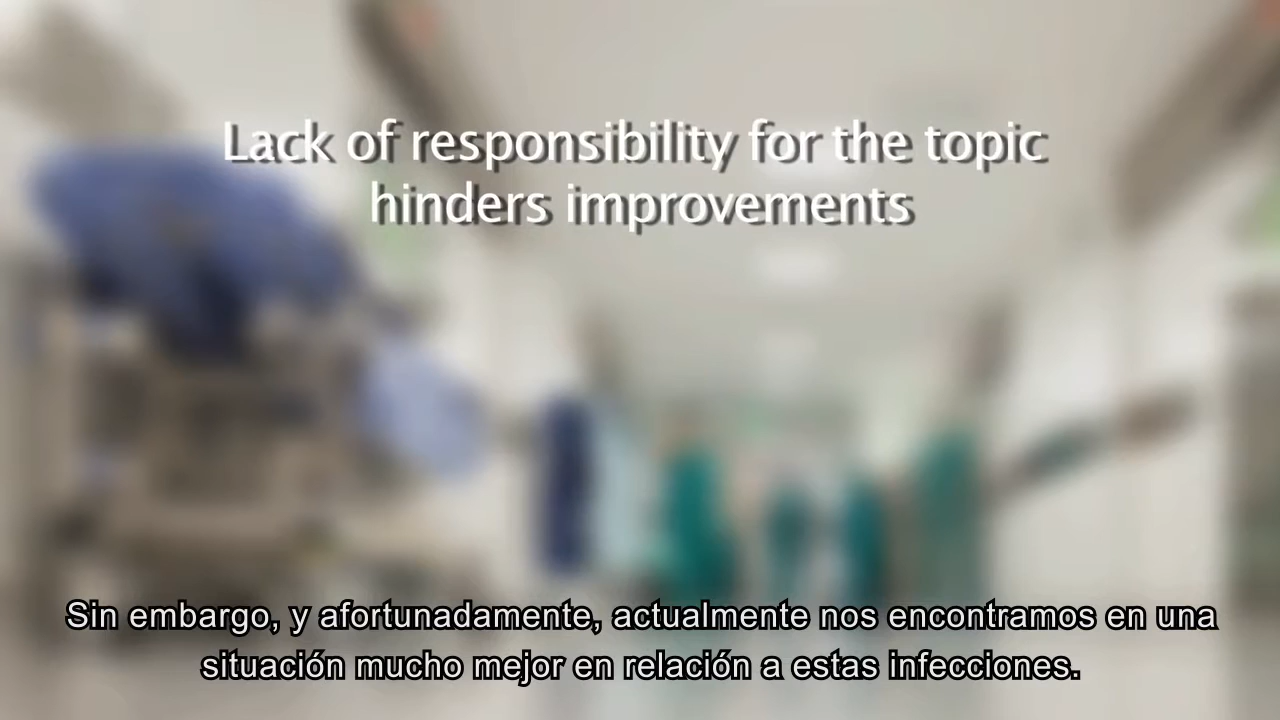 Lack of responsibility for the topic
hinders improvements
Sin embargo, y afortunadamente, actualmente nos encontramos en una
situación mucho mejor en relación a estas infecciones.